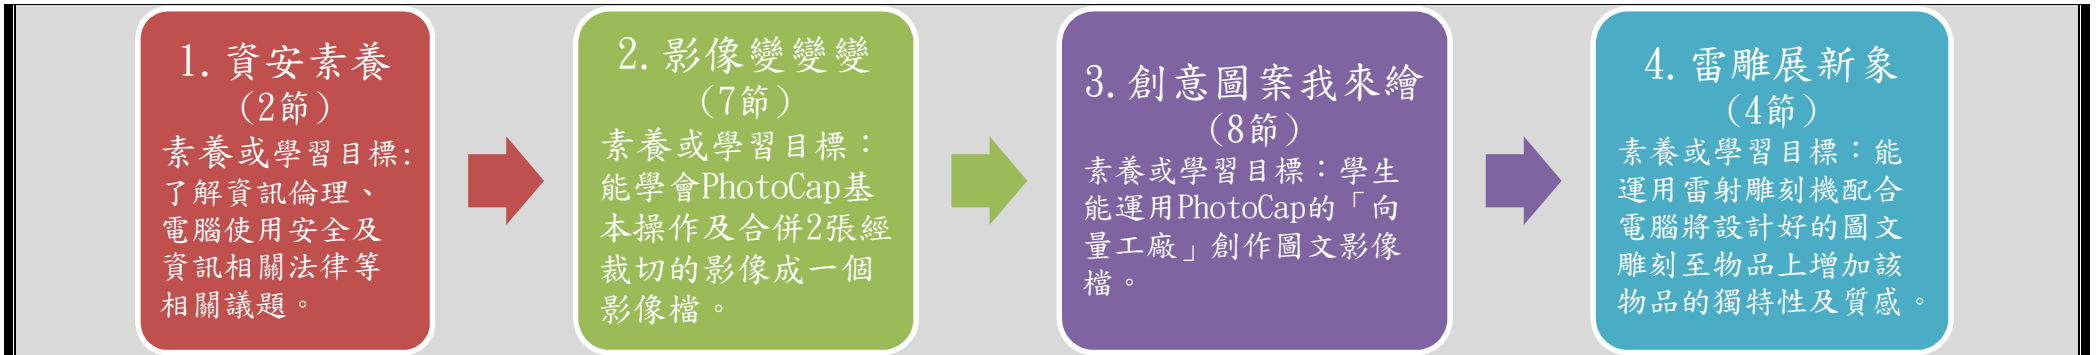 1.資安素養
(2節)
素養或學習目標:
了解資訊倫理、
電腦使用安全及
資訊相關法律等
相關議題。
2.影像變變變
(7節)
素養或學習目標：
能學會PhotoCap基
本操作及合併2張經
裁切的影像成一個
影像檔。
3.創意圖案我來繪
(8節)
素養或學習目標：學生
能運用PhotoCap的「向
量工廠」創作圖文影像
檔。
4.雷雕展新象
(4節)
素養或學習目標：能
運用雷射雕刻機配合
電腦將設計好的圖文
雕刻至物品上增加該
物品的獨特性及質感。